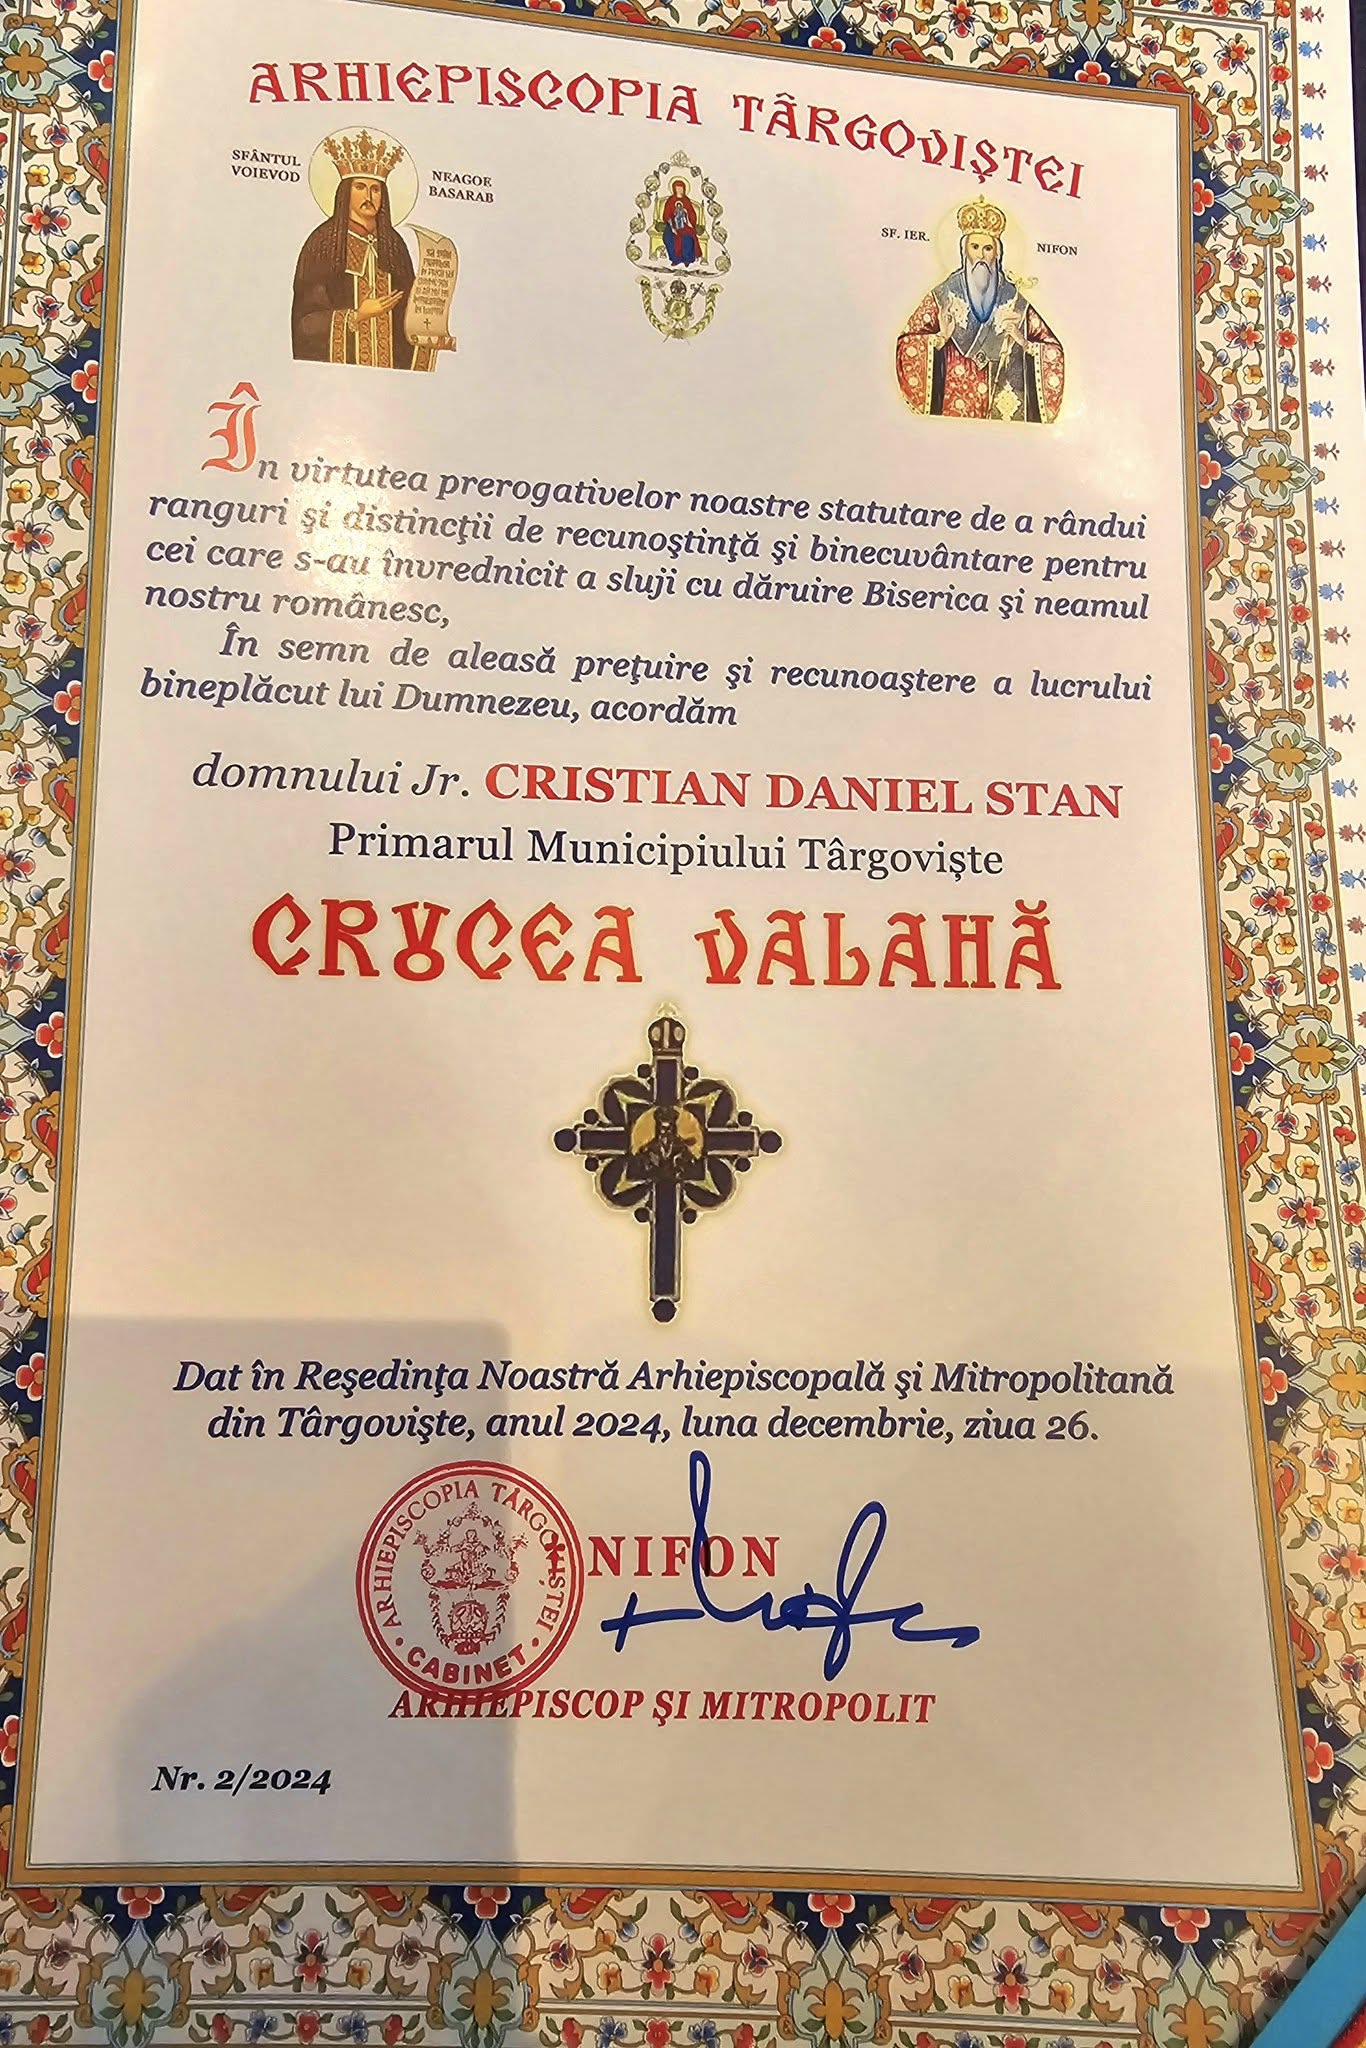 ARHIEPISCOPIA TÂRGOVIŞTEI
SFÂNTUL VOIEVOD
NEAGOE BASARAB
SF. IER. NIFON
În virtutea prerogativelor noastre statutare de a rândui
ranguri şi distincţii de recunoştinţă şi binecuvântare pentru
cei care s-au învrednicit a sluji cu dăruire Biserica şi neamul
nostru românesc,
În semn de aleasă preţuire şi recunoaştere a lucrului
bineplăcut lui Dumnezeu, acordăm
domnului Jr. CRISTIAN DANIEL STAN
Primarul Municipiului Târgoviște
CRUCEA VALAHĂ
Dat în Reşedinţa Noastră Arhiepiscopală şi Mitropolitană
din Târgovişte, anul 2024, luna decembrie, ziua 26.
ARHIEPISCOPIA TÂRGOVIŞTEI
CABINET
NIFON
ARHIEPISCOP ŞI MITROPOLIT
Nr. 2/2024